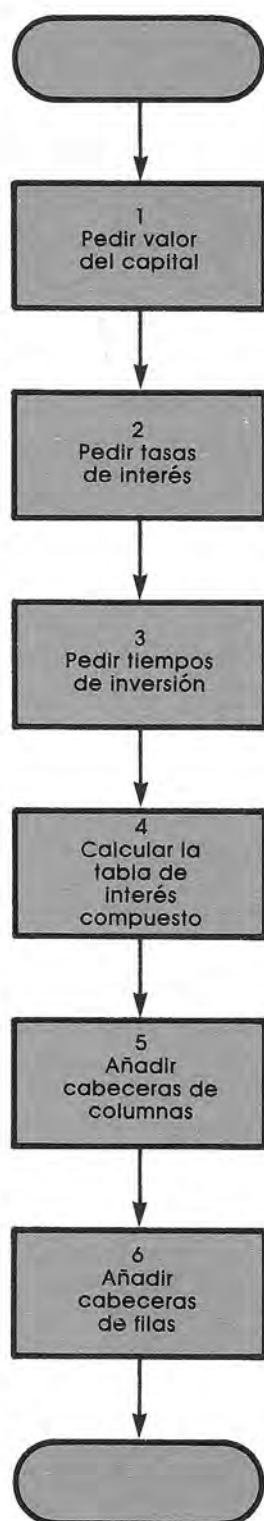 1
Pedir valor
del capital
2
Pedir tasas
de interés
3
Pedir tiempos
de inversión
4
Calcular la
tabla de
interés
compuesto
5
Añadir
cabeceras de
columnas
6
Añadir
cabeceras
de filas